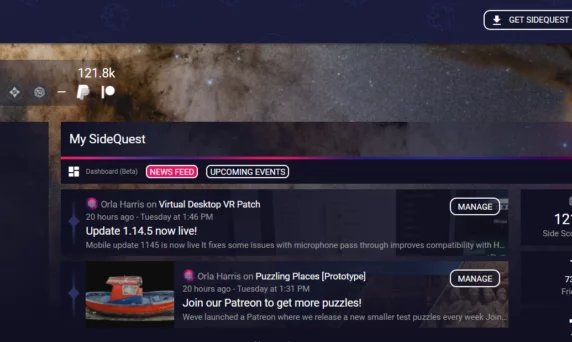 GET SIDEQUEST
121.8k
My SideQuest
Dashboard (Beta) NEWS FEED UPCOMING EVENTS
Orla Harris on Virtual Desktop VR Patch
MANAGE
20 hours ago - Tuesday at 1:46 PM
Update 1.14.5 now live!
Mobile update 1145 is now live It fixes some issues with microphone pass through improves compatibility with H...
Side
Orla Harris on Puzzling Places [Prototype]
MANAGE
20 hours ago - Tuesday at 1:31 PM
Join our Patreon to get more puzzles!
Weve launched a Patreon where we release a new smaller test puzzles every week Join...